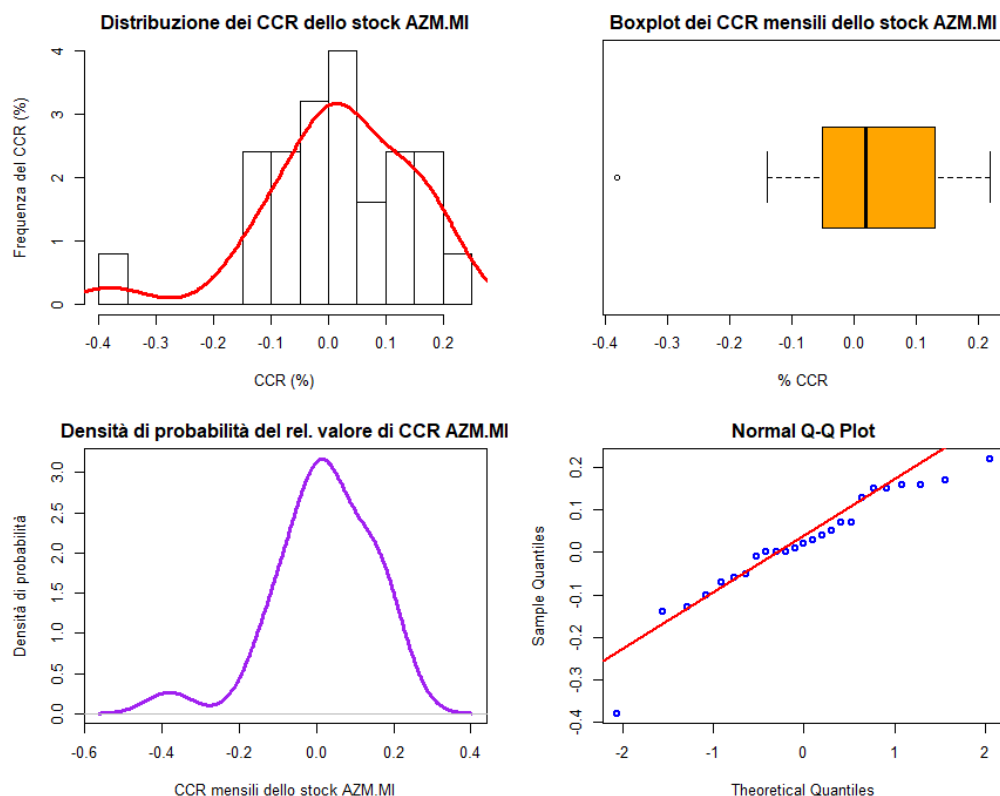 Distribuzione dei CCR dello stock AZM.MI
Frequenza del CCR (%)
4
3
2
1
0
-0.4 -0.3 -0.2 -0.1 0.0 0.1 0.2
CCR (%)
Boxplot dei CCR mensili dello stock AZM.MI
-0.4 -0.3 -0.2 -0.1 0.0 0.1 0.2
% CCR
Densità di probabilità del rel. valore di CCR AZM.MI
Densità di probabilità
3.0
2.5
2.0
1.5
1.0
0.5
0.0
-0.6 -0.4 -0.2 0.0 0.2 0.4
CCR mensili dello stock AZM.MI
Normal Q-Q Plot
Sample Quantiles
0.2
0.1
0.0
-0.1
-0.2
-0.3
-0.4
-2 -1 0 1 2
Theoretical Quantiles